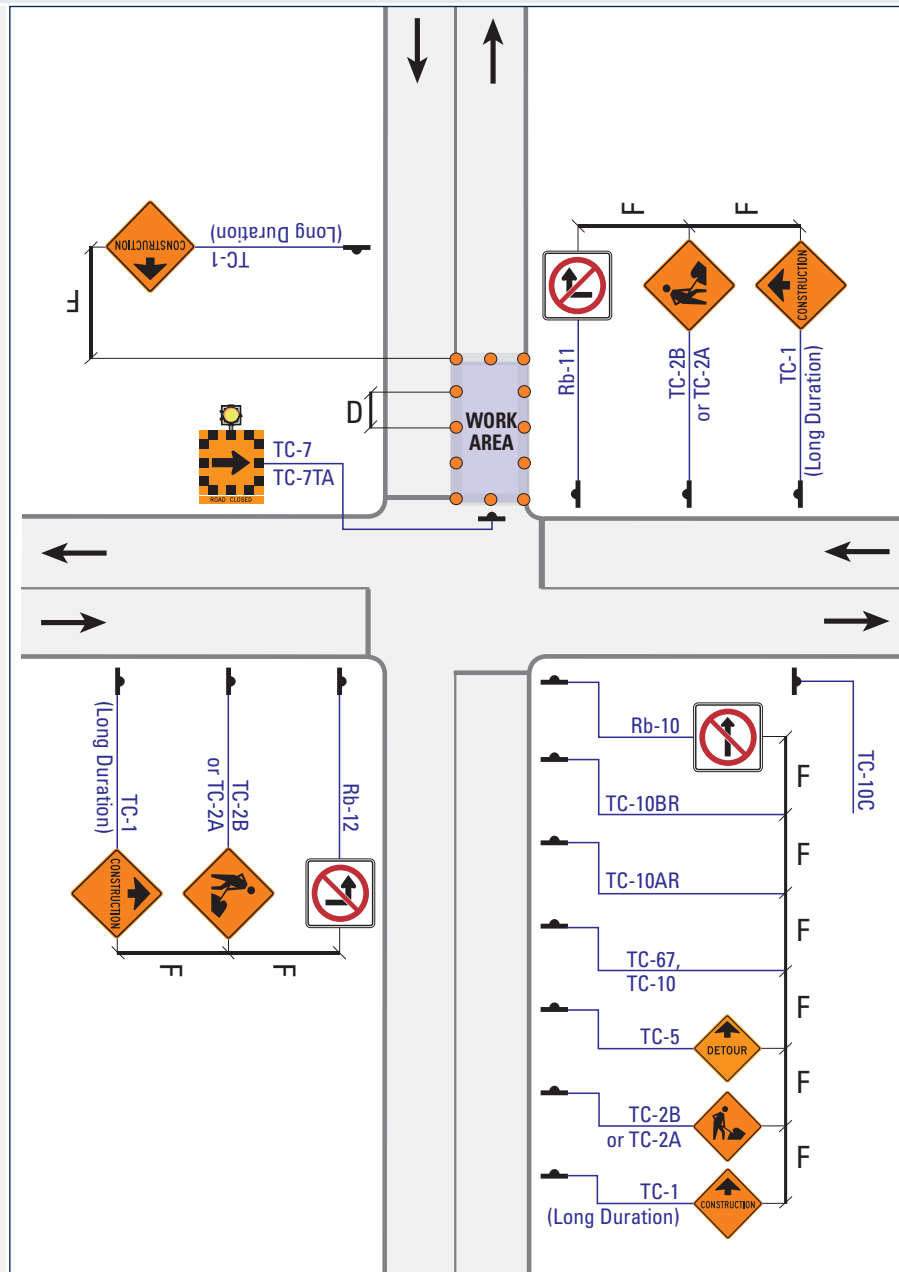 CONSTRUCTION
TC-1
(Long Duration)
F
D
WORK
AREA
TC-7
TC-7TA
ROAD CLOSED
F
F
Rb-11
TC-2B
or TC-2A
CONSTRUCTION
TC-1
(Long Duration)
TC-1
(Long Duration)
CONSTRUCTION
TC-2B
or TC-2A
Rb-12
F
F
Rb-10
F
TC-10C
TC-10BR
F
TC-10AR
F
TC-67,
TC-10
F
TC-5
DETOUR
F
TC-2B
or TC-2A
F
TC-1
(Long Duration)
CONSTRUCTION